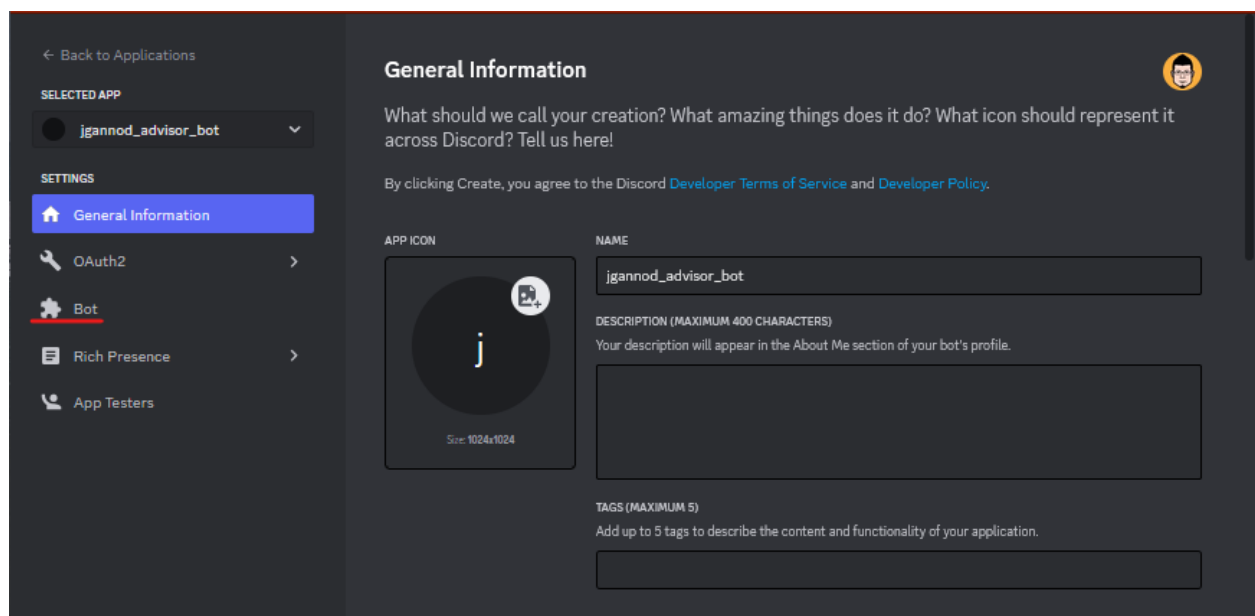 ← Back to Applications
SELECTED APP
jgannod_advisor_bot
SETTINGS
General Information
OAuth2
Bot
Rich Presence
App Testers
General Information
What should we call your creation? What amazing things does it do? What icon should represent it
across Discord? Tell us here!
By clicking Create, you agree to the Discord Developer Terms of Service and Developer Policy.
APP ICON
j
Size: 1024x1024
NAME
jgannod_advisor_bot
DESCRIPTION (MAXIMUM 400 CHARACTERS)
Your description will appear in the About Me section of your bot's profile.
TAGS (MAXIMUM 5)
Add up to 5 tags to describe the content and functionality of your application.